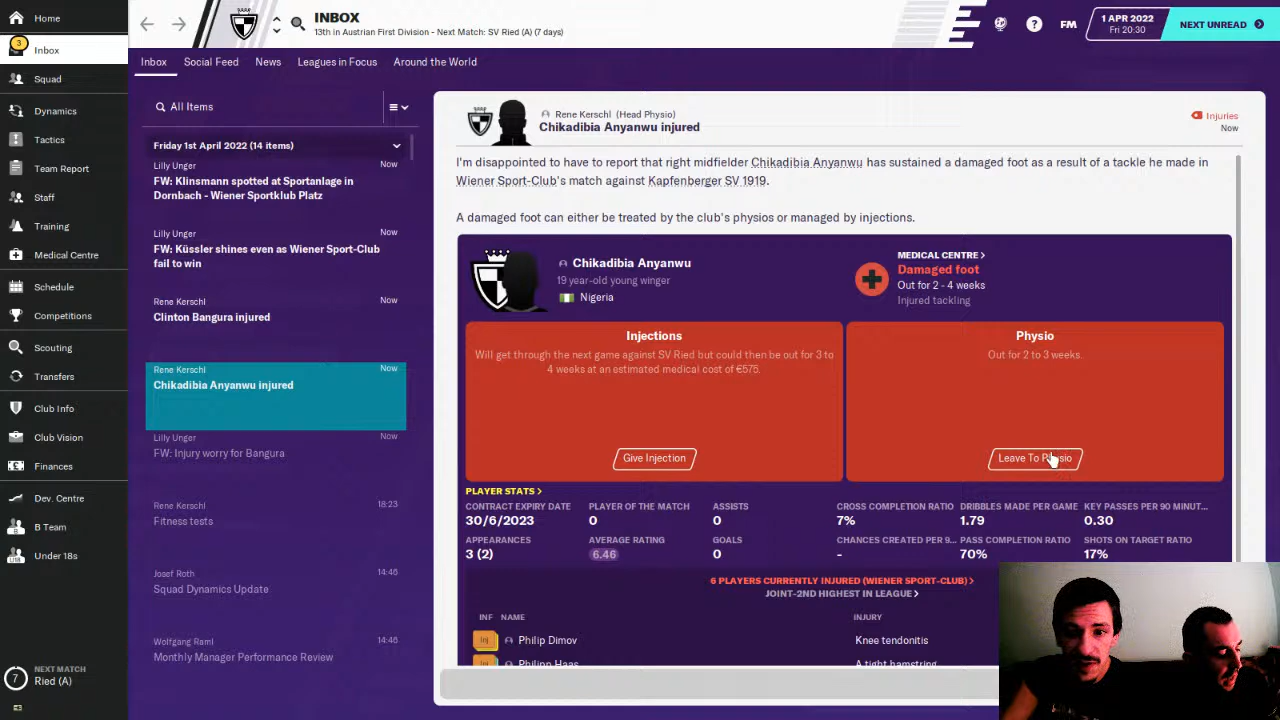 Home
3
Inbox
Squad
Dynamics
Tactics
Team Report
Staff
Training
Medical Centre
Schedule
Competitions
Scouting
Transfers
Club Info
Club Vision
Finances
Dev. Centre
B Team
Under 18s
7
NEXT MATCH
Ried (A)
INBOX
13th in Austrian First Division - Next Match: SV Ried (A) (7 days)
?
FM
1 APR 2022
Fri 20:30
NEXT UNREAD
Inbox
Social Feed
News
Leagues in Focus
Around the World
All Items
Friday 1st April 2022 (14 items)
Lilly Unger
Now
FW: Klinsmann spotted at Sportanlage in
Dornbach - Wiener Sportklub Platz
Lilly Unger
Now
FW: Küssler shines even as Wiener Sport-Club
fail to win
Rene Kerschl
Now
Clinton Bangura injured
Rene Kerschl
Now
Chikadibia Anyanwu injured
Lilly Unger
Now
FW: Injury worry for Bangura
Rene Kerschl
18:23
Fitness tests
Josef Roth
14:46
Squad Dynamics Update
Wolfgang Raml
14:46
Monthly Manager Performance Review
Rene Kerschl (Head Physio)
Chikadibia Anyanwu injured
Injuries
Now
I'm disappointed to have to report that right midfielder Chikadibia Anyanwu has sustained a damaged foot as a result of a tackle he made in
Wiener Sport-Club's match against Kapfenberger SV 1919.
A damaged foot can either be treated by the club's physios or managed by injections.
Chikadibia Anyanwu
19 year-old young winger
Nigeria
MEDICAL CENTRE >
Damaged foot
Out for 2 - 4 weeks
Injured tackling
Injections
Will get through the next game against SV Ried but could then be out for 3 to
4 weeks at an estimated medical cost of €575.
Give Injection
Physio
Out for 2 to 3 weeks.
Leave To Physio
PLAYER STATS >
CONTRACT EXPIRY DATE
30/6/2023
PLAYER OF THE MATCH
0
ASSISTS
0
CROSS COMPLETION RATIO
7%
DRIBBLES MADE PER GAME
1.79
KEY PASSES PER 90 MINUT...
0.30
APPEARANCES
3 (2)
AVERAGE RATING
6.46
GOALS
0
CHANCES CREATED PER 9...
-
PASS COMPLETION RATIO
70%
SHOTS ON TARGET RATIO
17%
6 PLAYERS CURRENTLY INJURED (WIENER SPORT-CLUB) >
JOINT-2ND HIGHEST IN LEAGUE >
INF
NAME
INJURY
Inj
Philip Dimov
Knee tendonitis
Inj
Philipp Haas
A tight hamstring